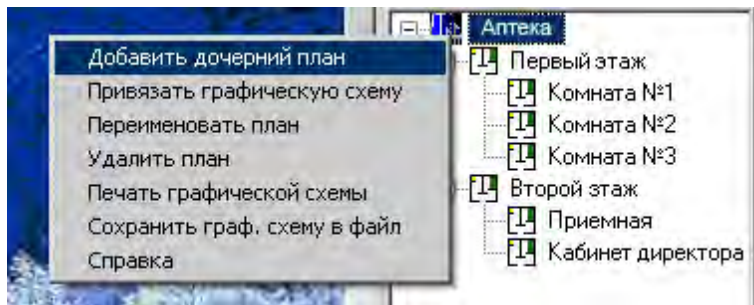 Добавить дочерний план
Привязать графическую схему
Переименовать план
Удалить план
Печать графической схемы
Сохранить граф. схему в файл
Справка
Аптека
Первый этаж
Комната №1
Комната №2
Комната №3
Второй этаж
Приемная
Кабинет директора